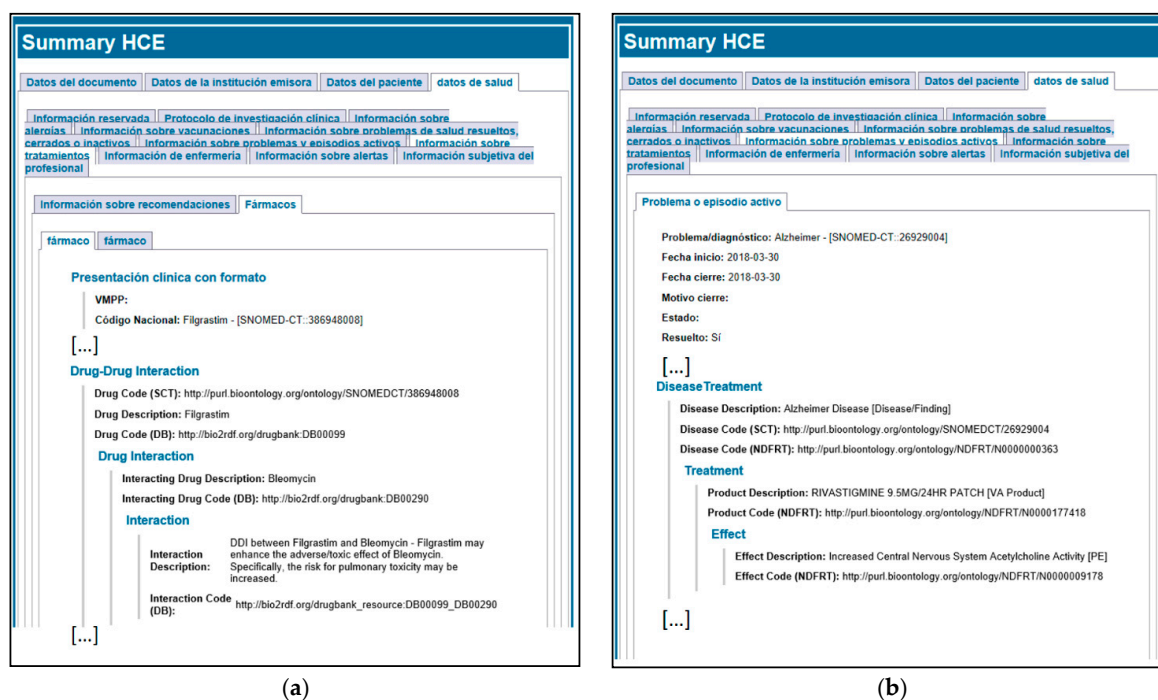 Summary HCE
Datos del documento Datos de la institución emisora Datos del paciente datos de salud
Información reservada Protocolo de investigación clínica Información sobre
alergias Información sobre vacunaciones Información sobre problemas de salud resueltos,
cerrados o inactivos Información sobre problemas y episodios activos Información sobre
tratamientos Información de enfermería Información sobre alertas Información subjetiva del
profesional
Información sobre recomendaciones Fármacos
fármaco fármaco
Presentación clínica con formato
VMPP:
Código Nacional: Filgrastim - [SNOMED-CT::386948008]
[...]
Drug-Drug Interaction
Drug Code (SCT): http://purl.bioontology.org/ontology/SNOMEDCT/386948008
Drug Description: Filgrastim
Drug Code (DB): http://bio2rdf.org/drugbank:DB00099
Drug Interaction
Interacting Drug Description: Bleomycin
Interacting Drug Code (DB): http://bio2rdf.org/drugbank:DB00290
Interaction
Interaction Description: DDI between Filgrastim and Bleomycin - Filgrastim may
enhance the adverse/toxic effect of Bleomycin.
Specifically, the risk for pulmonary toxicity may be
increased.
Interaction Code (DB): http://bio2rdf.org/drugbank_resource:DB00099_DB00290
[...]
(a)
Summary HCE
Datos del documento Datos de la institución emisora Datos del paciente datos de salud
Información reservada Protocolo de investigación clínica Información sobre
alergias Información sobre vacunaciones Información sobre problemas de salud resueltos,
cerrados o inactivos Información sobre problemas y episodios activos Información sobre
tratamientos Información de enfermería Información sobre alertas Información subjetiva del
profesional
Problema o episodio activo
Problema/diagnóstico: Alzheimer - [SNOMED-CT::26929004]
Fecha inicio: 2018-03-30
Fecha cierre: 2018-03-30
Motivo cierre:
Estado:
Resuelto: Sí
[...]
Disease Treatment
Disease Description: Alzheimer Disease [Disease/Finding]
Disease Code (SCT): http://purl.bioontology.org/ontology/SNOMEDCT/26929004
Disease Code (NDFRT): http://purl.bioontology.org/ontology/NDFRT/N0000000363
Treatment
Product Description: RIVASTIGMINE 9.5MG/24HR PATCH [VA Product]
Product Code (NDFRT): http://purl.bioontology.org/ontology/NDFRT/N0000177418
Effect
Effect Description: Increased Central Nervous System Acetylcholine Activity [PE]
Effect Code (NDFRT): http://purl.bioontology.org/ontology/NDFRT/N0000009178
[...]
(b)